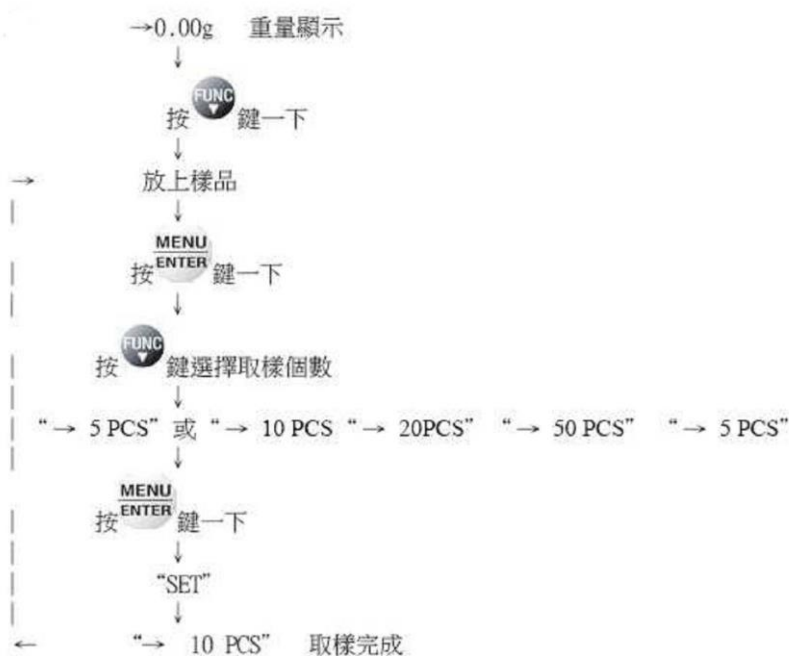 →0.00g 重量顯示
↓
按 FUNC 鍵一下
↓
→ 放上樣品
↓
按 MENU ENTER 鍵一下
↓
按 FUNC 鍵選擇取樣個數
↓
“→ 5 PCS” 或 “→ 10 PCS “→ 20PCS” “→ 50 PCS” “→ 5 PCS”
↓
按 MENU ENTER 鍵一下
↓
“SET”
↓
← “→ 10 PCS” 取樣完成